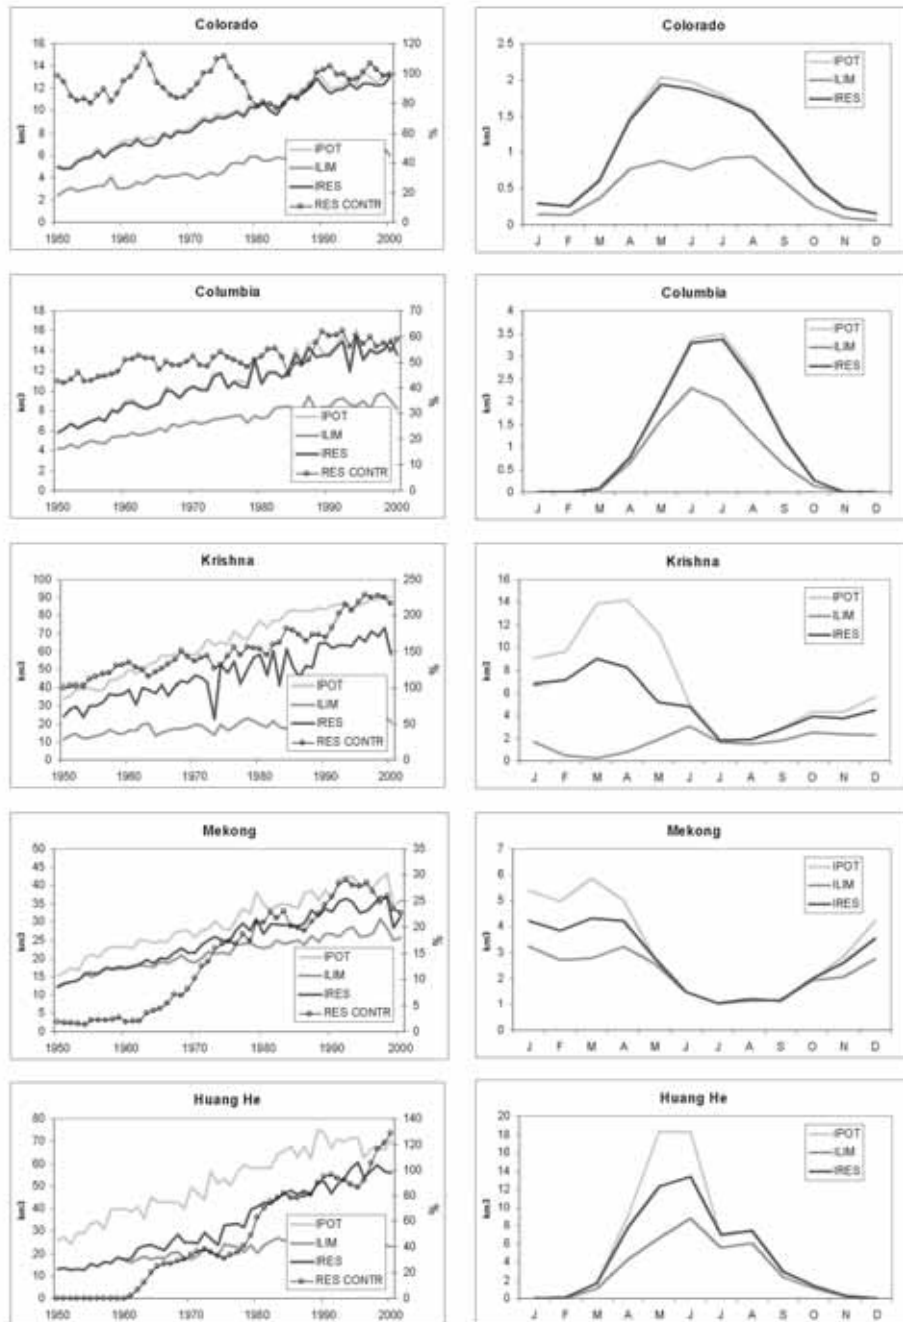 Colorado
16
14
12
10
8
6
4
2
0
km3
120
100
80
60
40
20
0
%
IPOT
ILIM
IRES
RES CONTR
1950 1960 1970 1980 1990 2000
Colorado
2.5
2
1.5
1
0.5
0
km3
IPOT
ILIM
IRES
J F M A M J J A S O N D
Columbia
18
16
14
12
10
8
6
4
2
0
km3
70
60
50
40
30
20
10
0
%
IPOT
ILIM
IRES
RES CONTR
1950 1960 1970 1980 1990 2000
Columbia
4
3.5
3
2.5
2
1.5
1
0.5
0
km3
IPOT
ILIM
IRES
J F M A M J J A S O N D
Krishna
100
90
80
70
60
50
40
30
20
10
0
km3
250
200
150
100
50
0
%
IPOT
ILIM
IRES
RES CONTR
1950 1960 1970 1980 1990 2000
Krishna
16
14
12
10
8
6
4
2
0
km3
IPOT
ILIM
IRES
J F M A M J J A S O N D
Mekong
50
45
40
35
30
25
20
15
10
5
0
km3
35
30
25
20
15
10
5
0
%
IPOT
ILIM
IRES
RES CONTR
1950 1960 1970 1980 1990 2000
Mekong
7
6
5
4
3
2
1
0
km3
IPOT
ILIM
IRES
J F M A M J J A S O N D
Huang He
80
70
60
50
40
30
20
10
0
km3
140
120
100
80
60
40
20
0
%
IPOT
ILIM
IRES
RES CONTR
1950 1960 1970 1980 1990 2000
Huang He
20
18
16
14
12
10
8
6
4
2
0
km3
IPOT
ILIM
IRES
J F M A M J J A S O N D